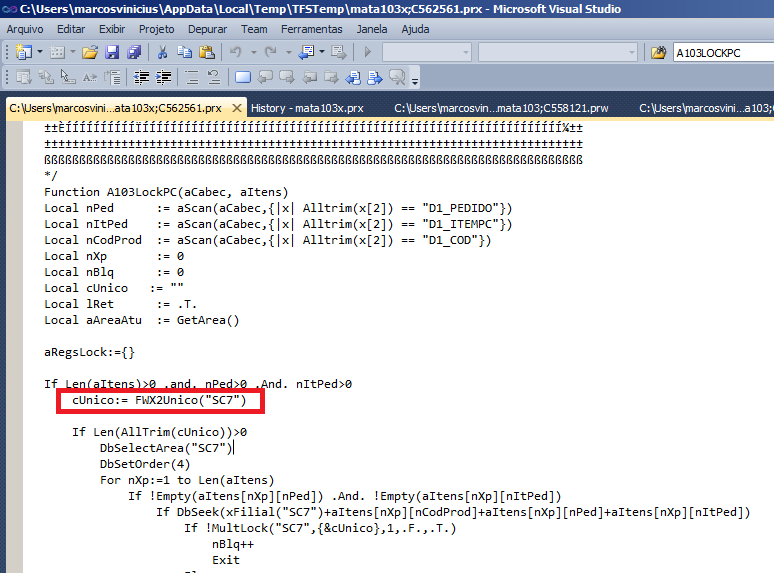 C:\Users\marcosvinicius\AppData\Local\Temp\TFSTemp\mata103x;C562561.prx - Microsoft Visual Studio
Arquivo Editar Exibir Projeto Depurar Team Ferramentas Janela Ajuda
A103LOCKPC
C:\Users\marcosvini...ata103x;C562561.prx History - mata103x.prx C:\Users\marcosvin...mata103;C558121.prw C:\Users\marcosvini...a103;C
*/
Function A103LockPC(aCabec, aItens)
Local nPed := aScan(aCabec,{|x| Alltrim(x[2]) == "D1_PEDIDO"})
Local nItPed := aScan(aCabec,{|x| Alltrim(x[2]) == "D1_ITEMPC"})
Local nCodProd := aScan(aCabec,{|x| Alltrim(x[2]) == "D1_COD"})
Local nXp := 0
Local nBlq := 0
Local cUnico := ""
Local lRet := .T.
Local aAreaAtu := GetArea()
aRegsLock:={}
If Len(aItens)>0 .and. nPed>0 .And. nItPed>0
cUnico:= FWX2Unico("SC7")
If Len(AllTrim(cUnico))>0
DbSelectArea("SC7")
DbSetOrder(4)
For nXp:=1 to Len(aItens)
If !Empty(aItens[nXp][nPed]) .And. !Empty(aItens[nXp][nItPed])
If DbSeek(xFilial("SC7")+aItens[nXp][nCodProd]+aItens[nXp][nPed]+aItens[nXp][nItPed])
If !MultLock("SC7",{&cUnico},1,.F.,.T.)
nBlq++
Exit